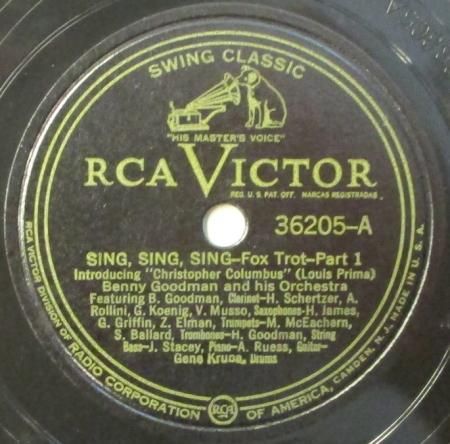 SWING CLASSIC
"HIS MASTER'S VOICE"
RCA VICTOR
REG. U. S. PAT. OFF. MARCAS REGISTRADAS
36205-A
SING, SING, SING—Fox Trot—Part 1
Introducing "Christopher Columbus" (Louis Prima)
Benny Goodman and his Orchestra
Featuring B. Goodman, Clarinet—H. Schertzer, A.
Rollini, G. Koenig, V. Musso, Saxophones—H. James,
G. Griffin, Z. Elman, Trumpets—M. McEachern,
S. Ballard, Trombones—H. Goodman, String
Bass—J. Stacey, Piano—A. Ruess, Guitar—
Gene Krupa, Drums
RCA
RCA VICTOR DIVISION OF RADIO CORPORATION OF AMERICA, CAMDEN, N. J. MADE IN U. S. A.